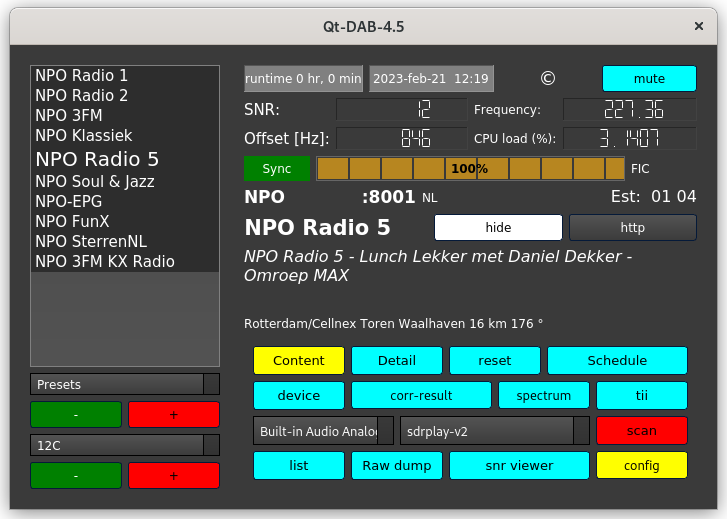 Qt-DAB-4.5
×
NPO Radio 1
NPO Radio 2
NPO 3FM
NPO Klassiek
NPO Radio 5
NPO Soul & Jazz
NPO-EPG
NPO FunX
NPO SterrenNL
NPO 3FM KX Radio
Presets
- +
12C
- +
runtime 0 hr, 0 min 2023-feb-21 12:19 © mute
SNR: 12 Frequency: 227.36
Offset [Hz]: 846 CPU load (%): 3.1407
Sync 100% FIC
NPO :8001 NL Est: 01 04
NPO Radio 5 hide http
NPO Radio 5 - Lunch Lekker met Daniel Dekker -
Omroep MAX
Rotterdam/Cellnex Toren Waalhaven 16 km 176 °
Content Detail reset Schedule
device corr-result spectrum tii
Built-in Audio Analo sdrplay-v2 scan
list Raw dump snr viewer config